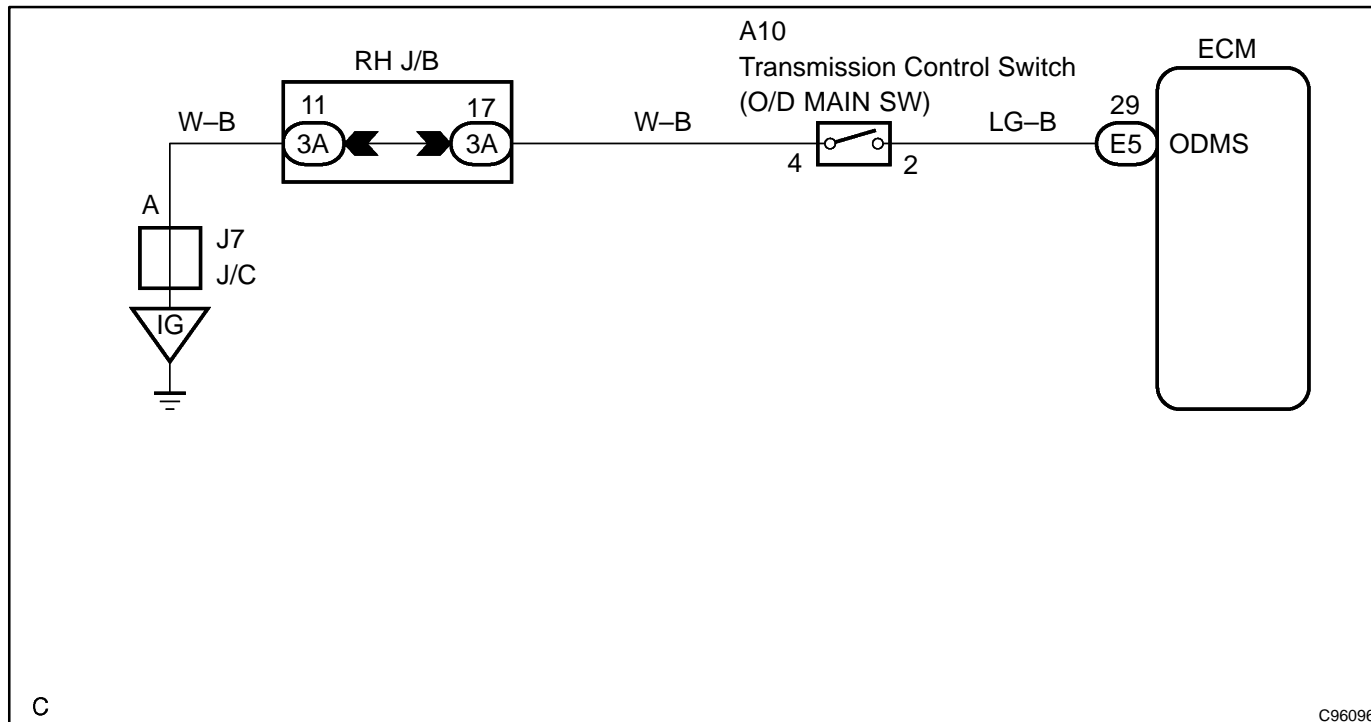 A10
Transmission Control Switch
(O/D MAIN SW)
ECM
RH J/B
11
17
29
W–B
3A
3A
W–B
4
2
LG–B
E5
ODMS
A
J7
J/C
IG
C
C96096